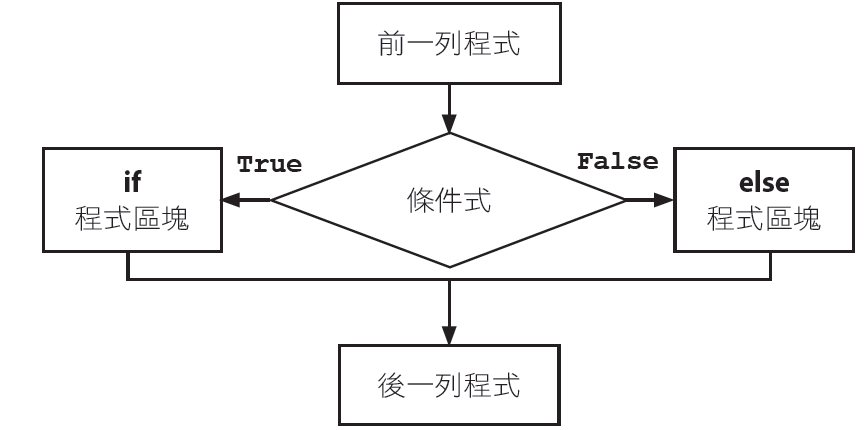 前一列程式
True
False
if
程式區塊
條件式
else
程式區塊
後一列程式